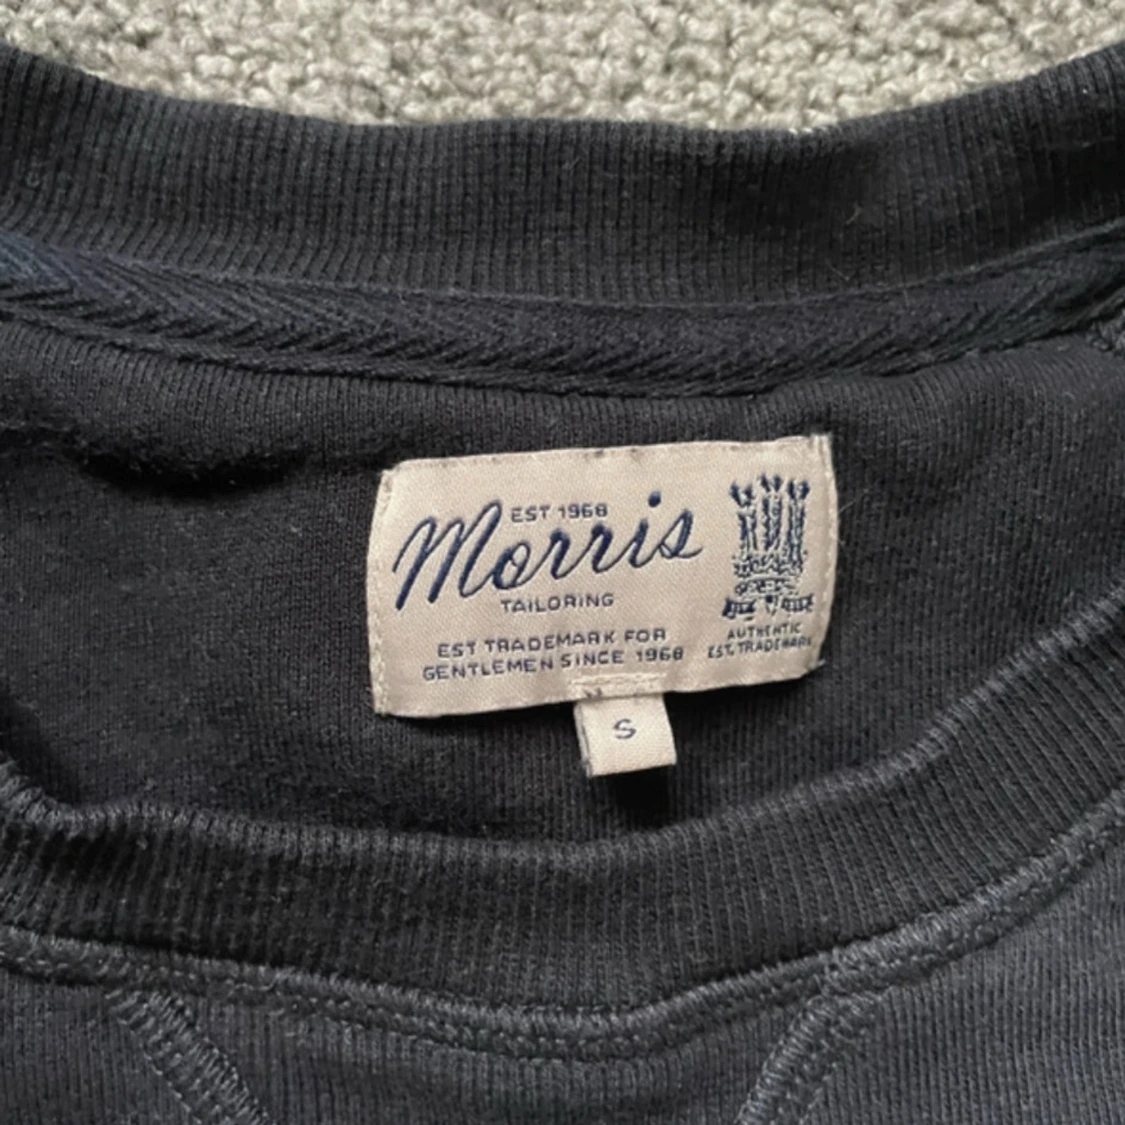 EST 1968
Morris
TAILORING
EST TRADEMARK FOR
GENTLEMEN SINCE 1968
AUTHENTIC
EST. TRADEMARK
S